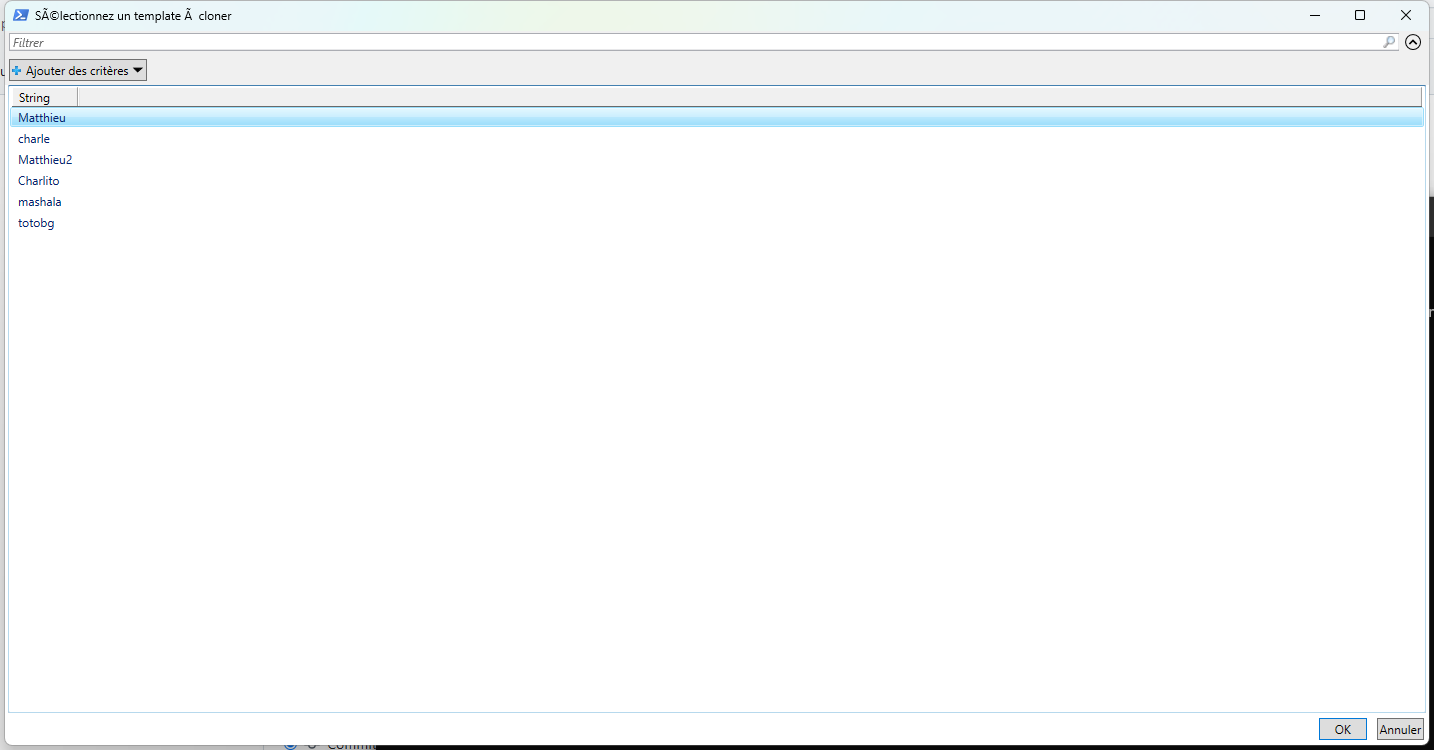 SÃ©lectionnez un template Ã  cloner
Filtrer
Ajouter des critères
String
Matthieu
charle
Matthieu2
Charlito
mashala
totobg
OK
Annuler